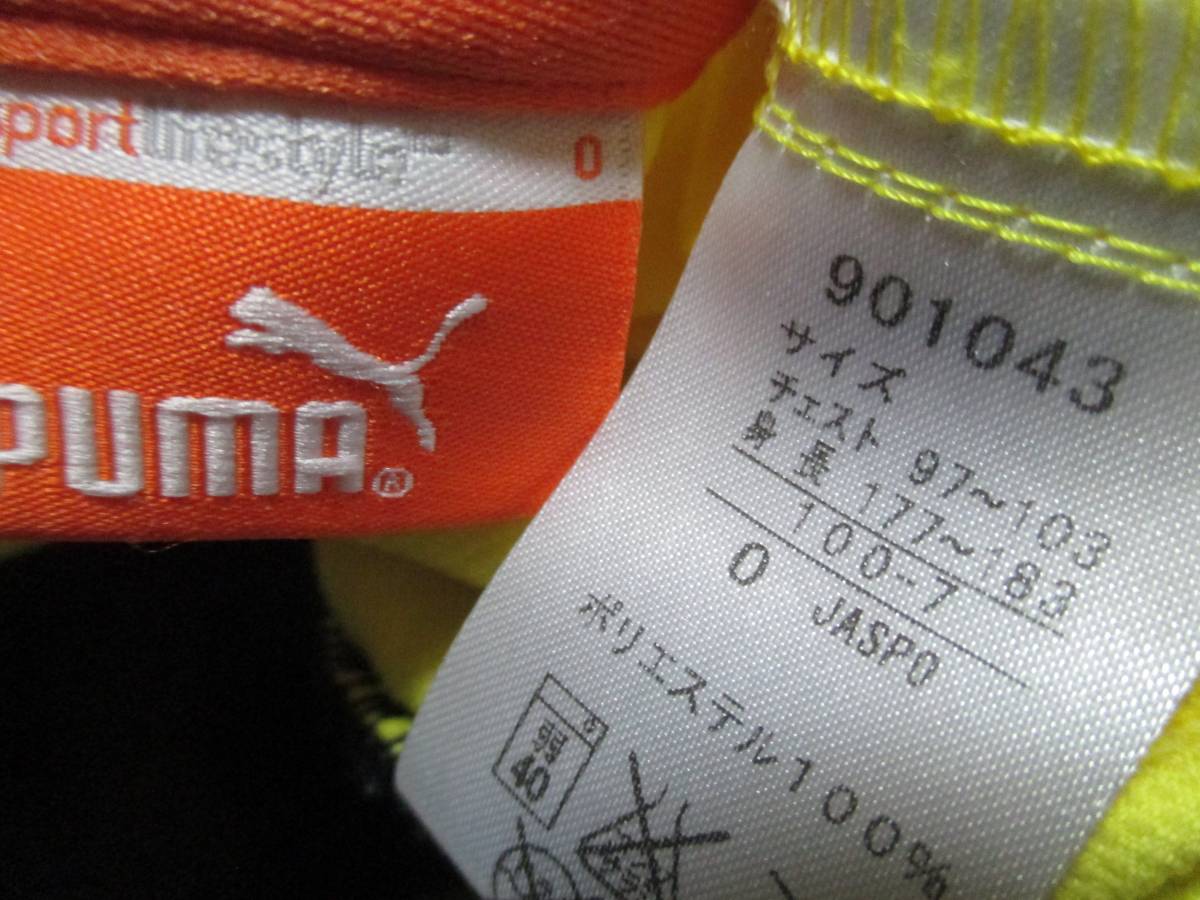 sportlifestyle
0
PUMA®
901043
サイズ
チェスト 97~103
身長 177~183
100-7
0 JASPO
ポリエステル100%
弱
40